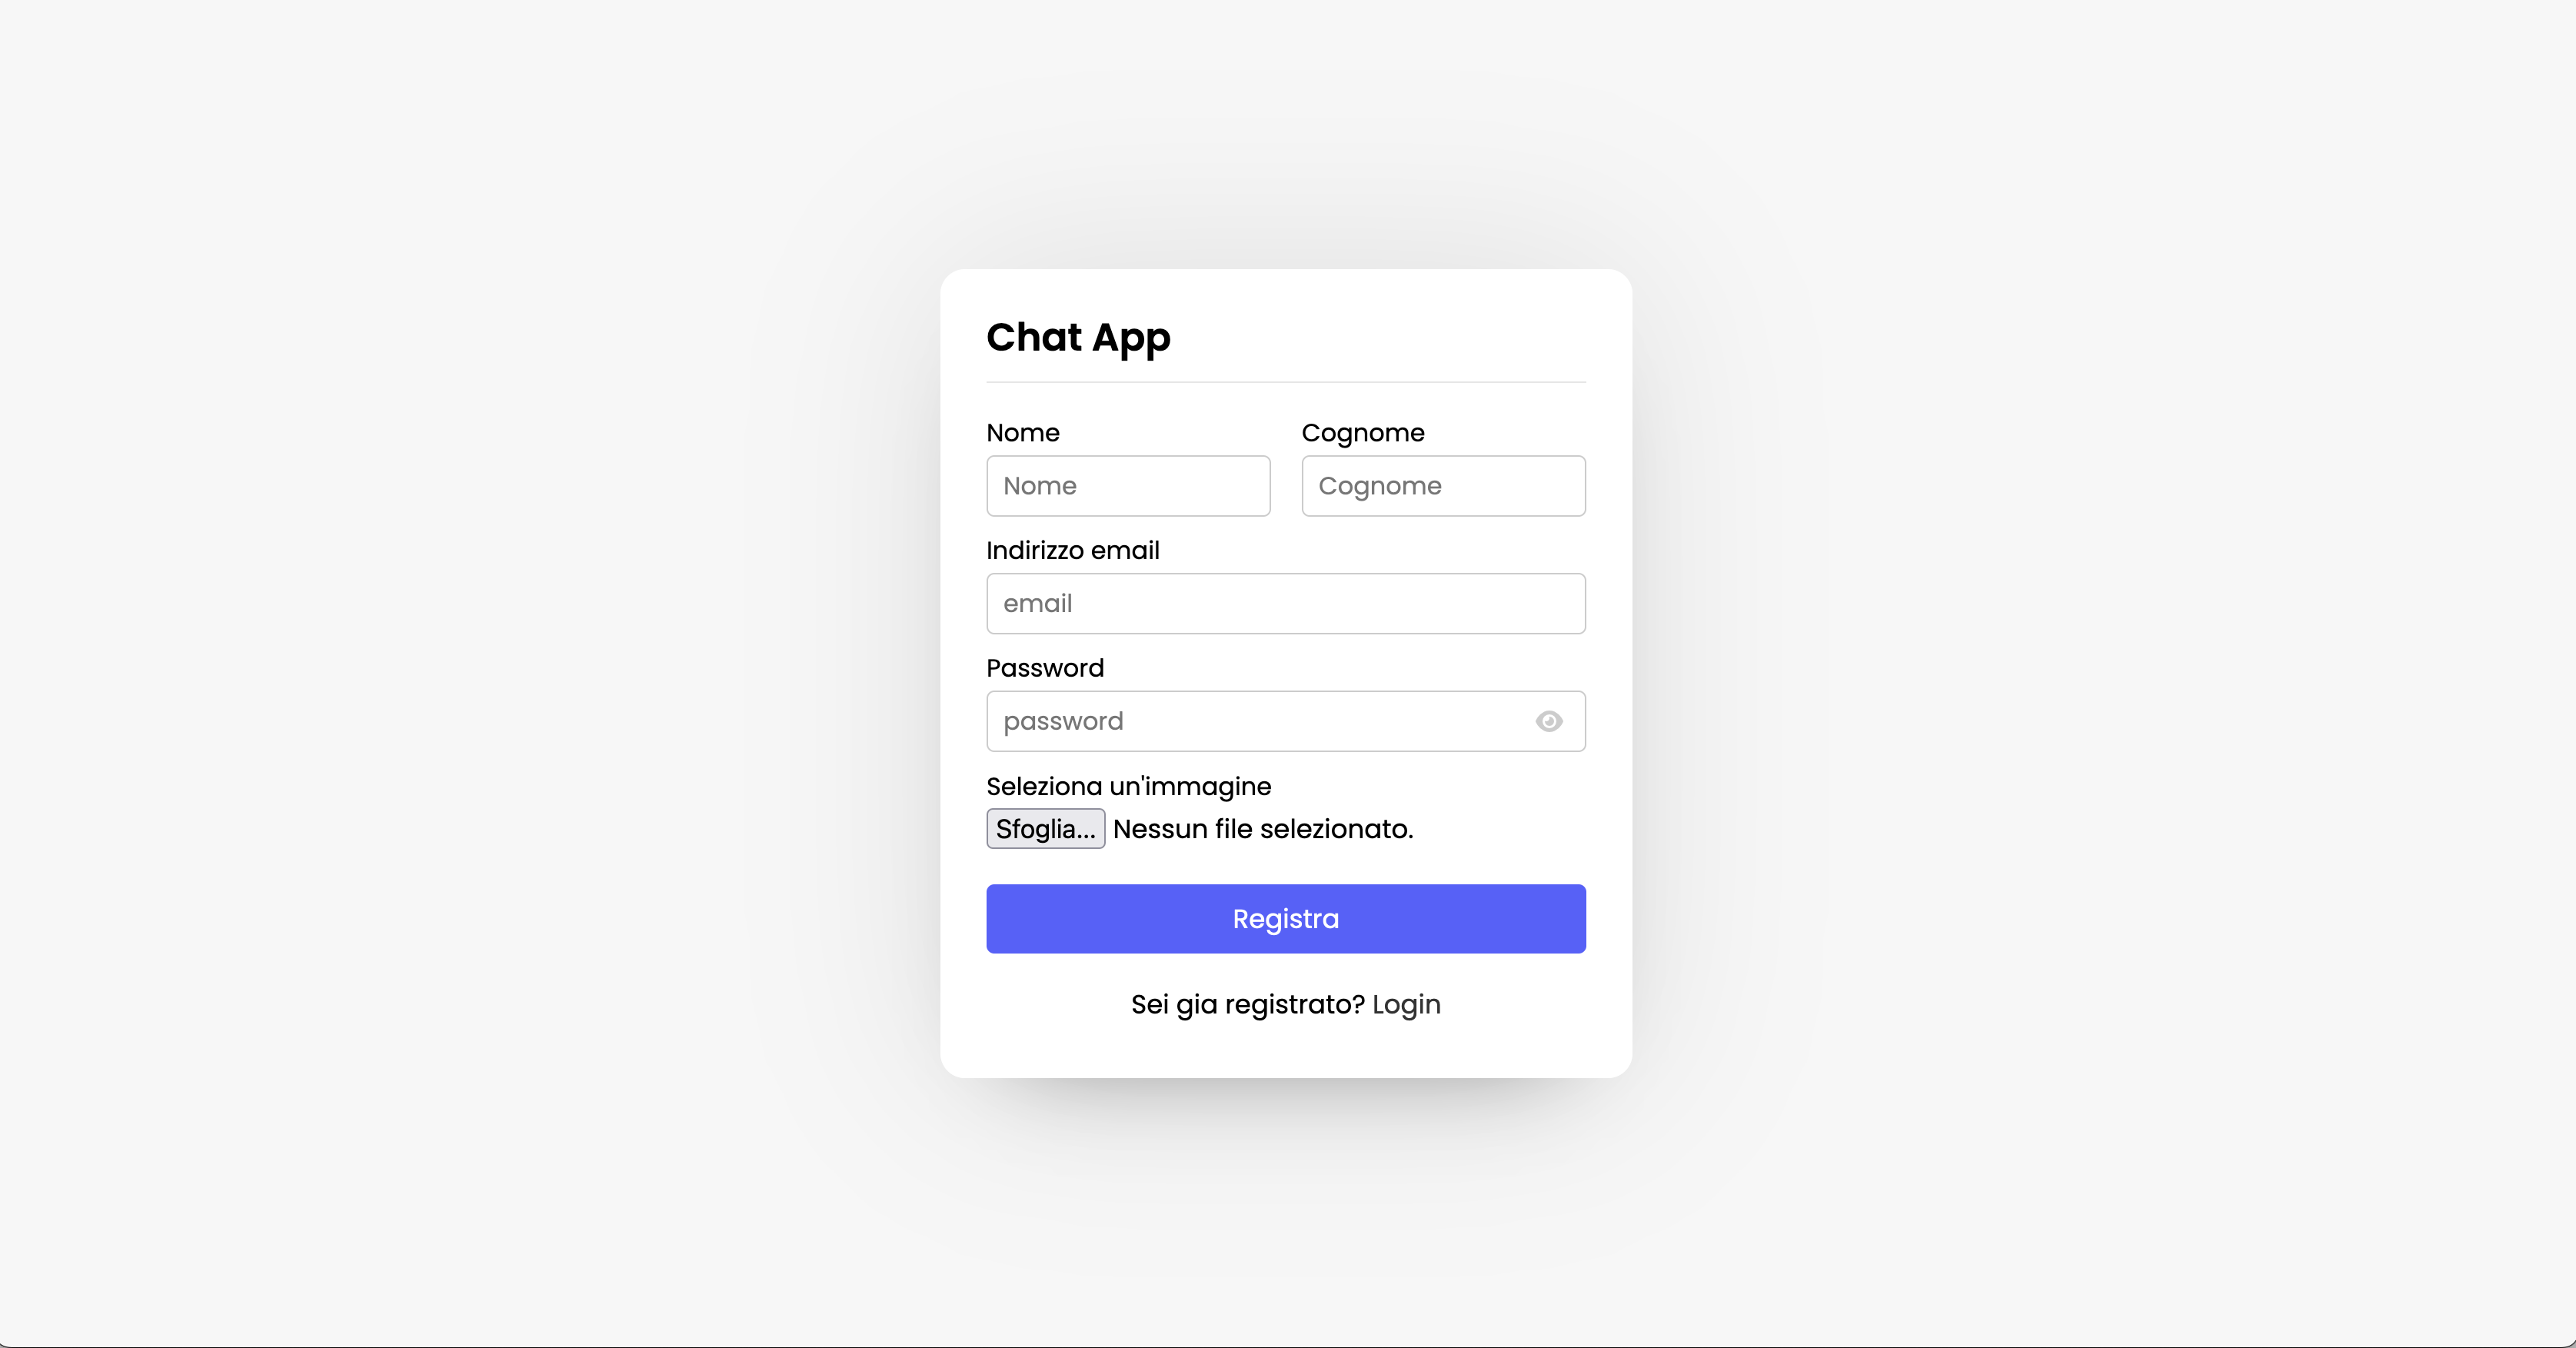 Chat App
Nome
Cognome
Nome
Cognome
Indirizzo email
email
Password
password
Seleziona un'immagine
Sfoglia... Nessun file selezionato.
Registra
Sei gia registrato? Login